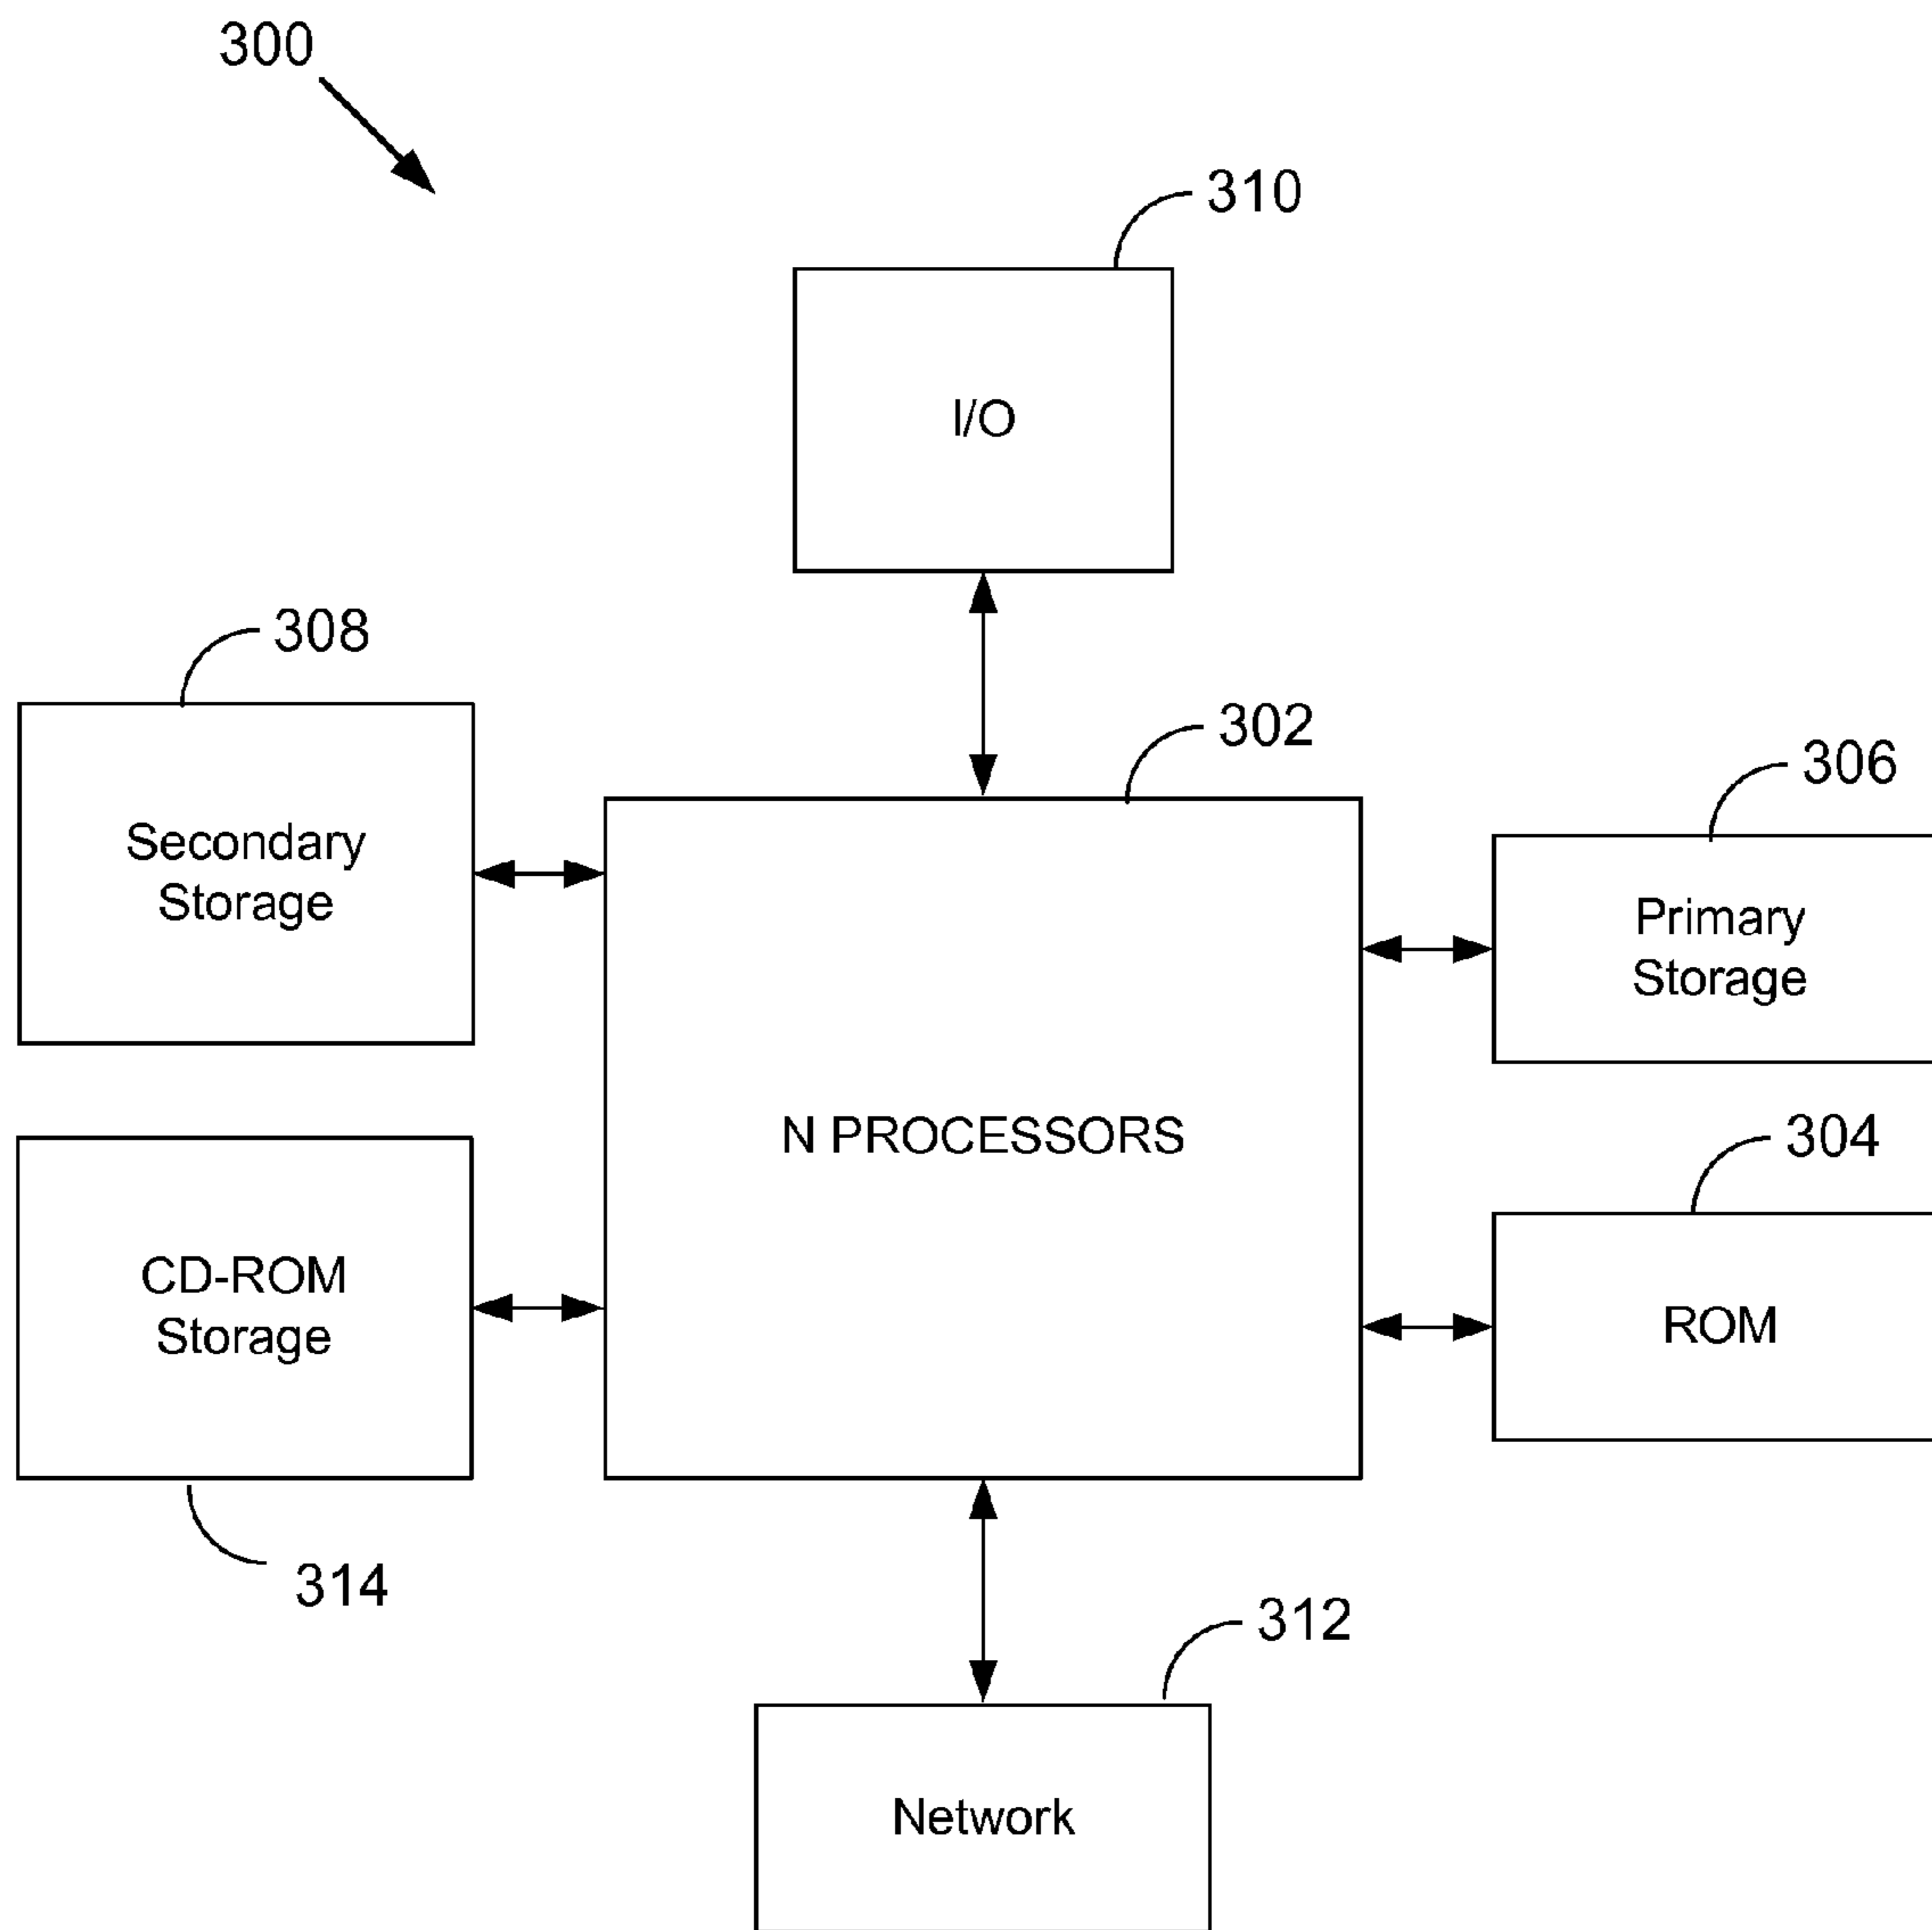 300
310
I/O
308
302
306
Secondary
Storage
Primary
Storage
N PROCESSORS
304
CD-ROM
Storage
ROM
314
312
Network